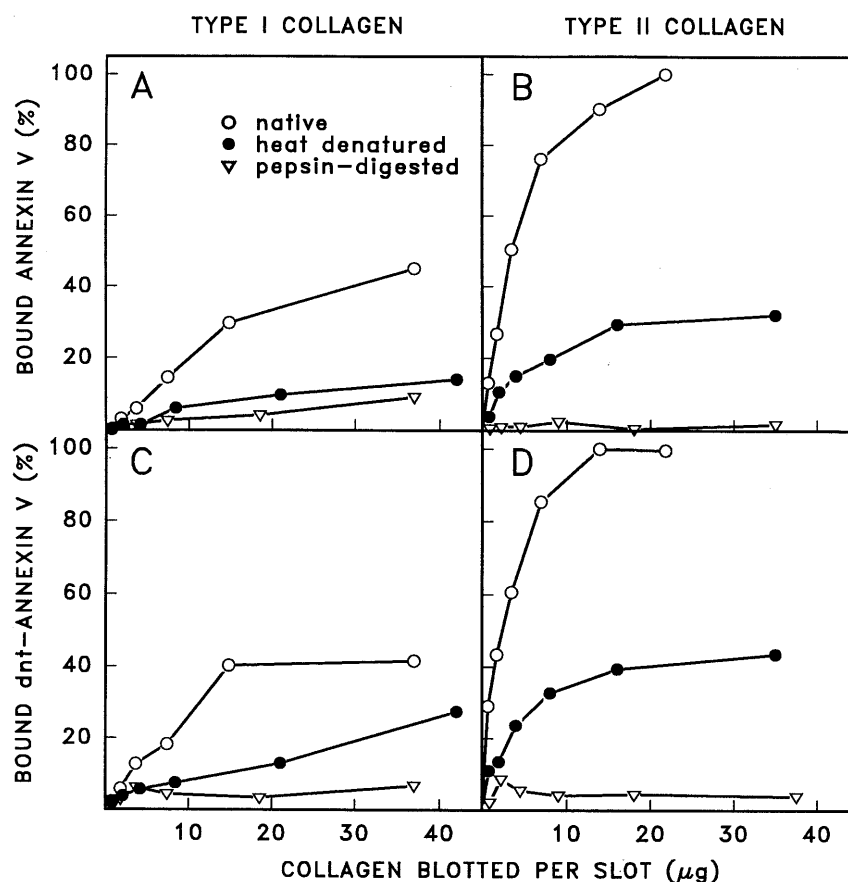 TYPE I COLLAGEN
TYPE II COLLAGEN
A
B
native
heat denatured
pepsin-digested
BOUND ANNEXIN V (%)
100
80
60
40
20
C
D
BOUND dnt-ANNEXIN V (%)
100
80
60
40
20
10 20 30 40 10 20 30 40
COLLAGEN BLOTTED PER SLOT (μg)